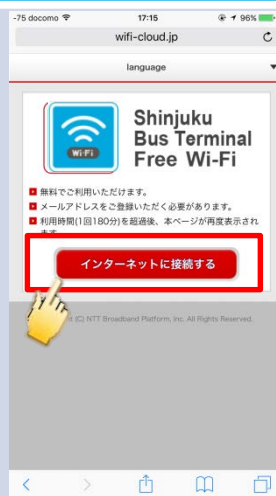 -75 docomo 17:15 96%
wifi-cloud.jp
language
Wi-Fi
Shinjuku
Bus Terminal
Free Wi-Fi
無料でご利用いただけます。
メールアドレスをご登録いただく必要があります。
利用時間(1回180分)を超過後、本ページが再度表示され
ます。
インターネットに接続する
(C) NTT Broadband Platform, Inc. All Rights Reserved.